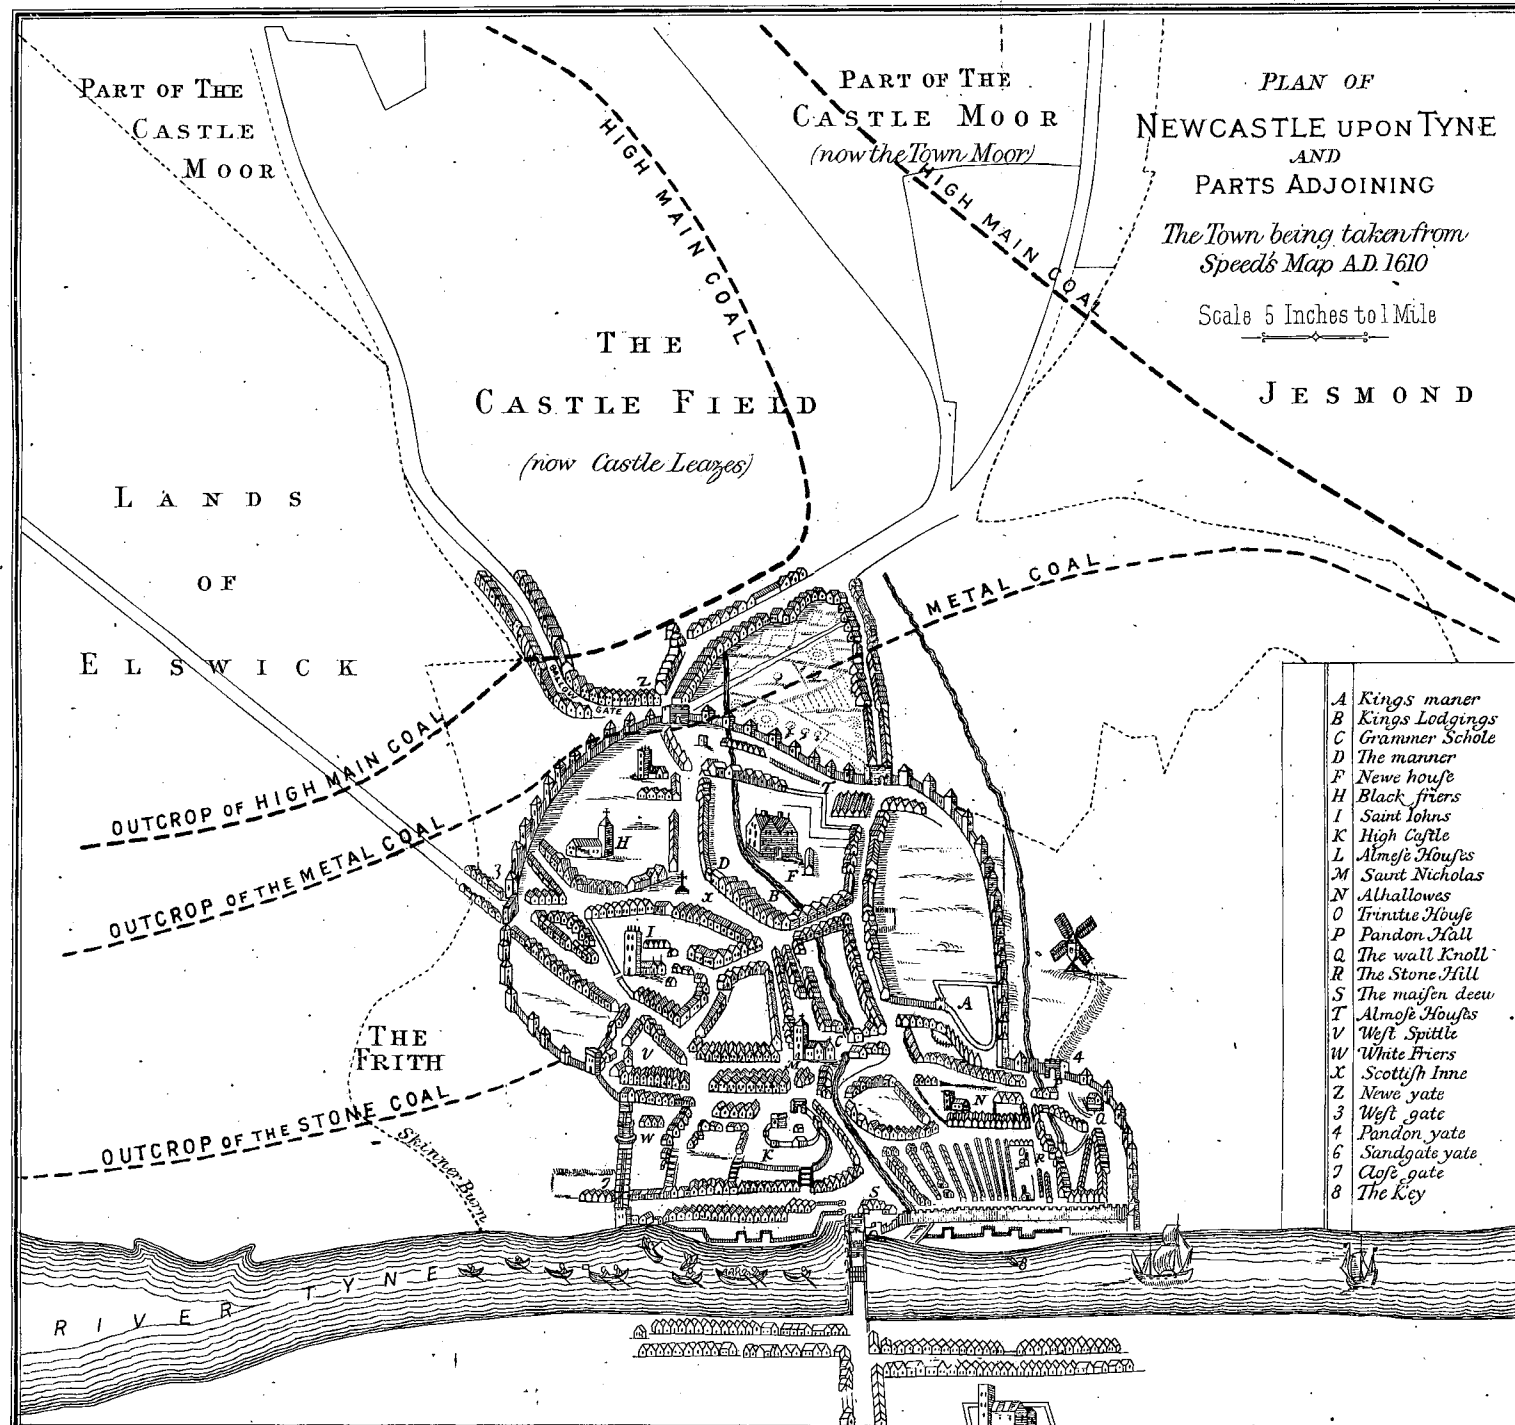 PLAN OF
NEWCASTLE UPON TYNE
AND
PARTS ADJOINING
The Town being taken from
Speed's Map A.D. 1610
Scale 5 Inches to 1 Mile
PART OF THE
CASTLE
MOOR
PART OF THE
CASTLE MOOR
(now the Town Moor)
HIGH MAIN COAL
HIGH MAIN COAL
THE
CASTLE FIELD
(now Castle Leazes)
JESMOND
LANDS
OF
ELSWICK
METAL COAL
GALLOW
GATE
Z
OUTCROP OF HIGH MAIN COAL
OUTCROP OF THE METAL COAL
3
T
H
D
F
X
B
I
A
THE
FRITH
V
C
M
4
OUTCROP OF THE STONE COAL
N
Q
W
K
R
Skinner Burn
7
S
8
RIVER TYNE
A Kings maner
B Kings Lodgings
C Grammer Schole
D The manner
F Newe houſe
H Black friers
I Saint Iohns
K High Caſtle
L Almeſe Houſes
M Saint Nicholas
N Alhallowes
O Trinitie Houſe
P Pandon Hall
Q The wall Knoll
R The Stone Hill
S The maiſen deeu
T Almoſe Houſes
V Weſt Spittle
W White Friers
X Scottiſh Inne
Z Newe yate
3 Weſt gate
4 Pandon yate
6 Sandgate yate
7 Cloſe gate
8 The Key